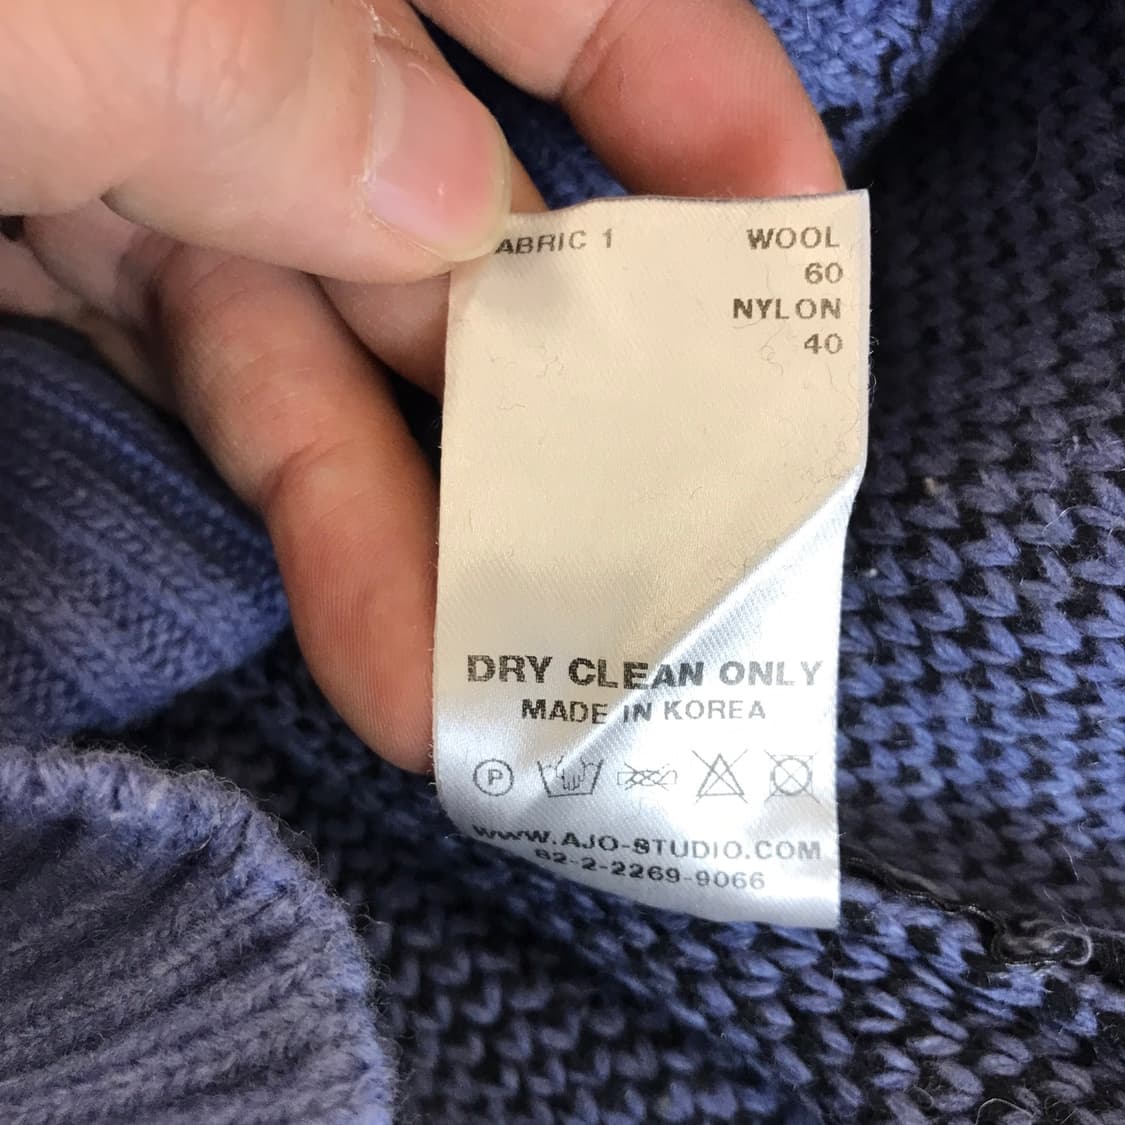 ABRIC 1 WOOL
60
NYLON
40
DRY CLEAN ONLY
MADE IN KOREA
P
WWW.AJO-STUDIO.COM
82-2-2269-9066